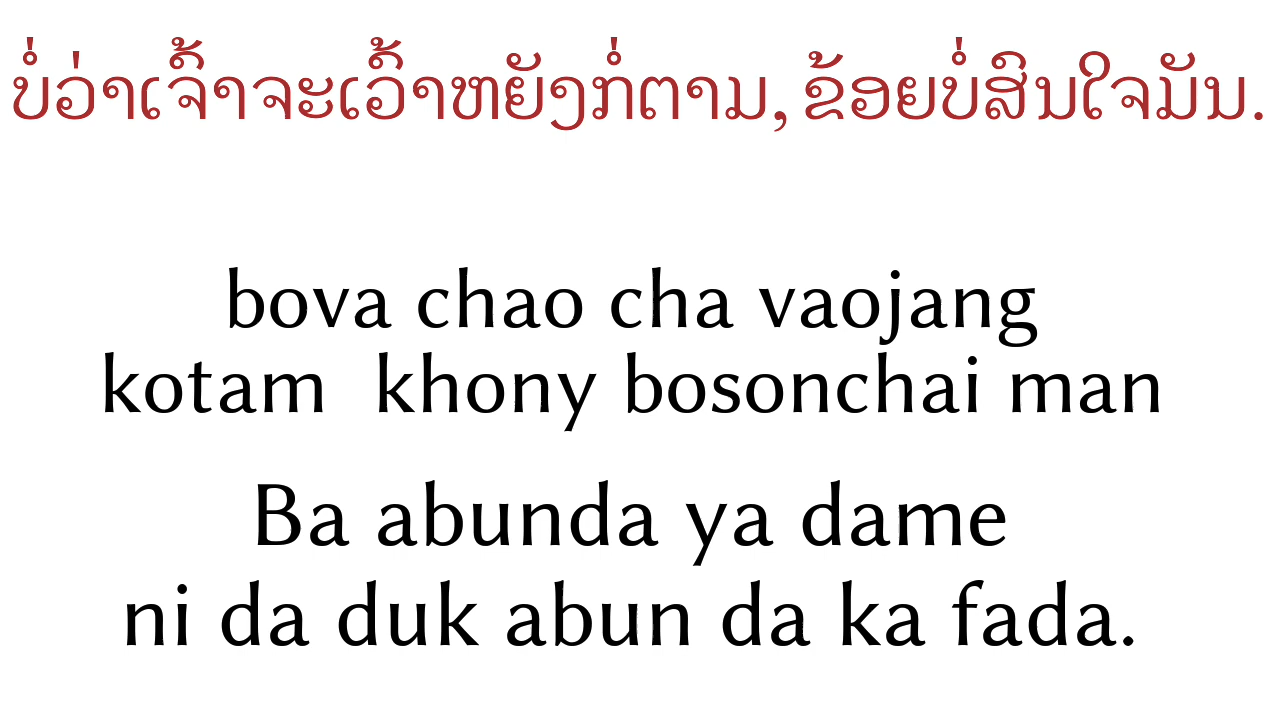 ບໍ່ວ່າເຈົ້າຈະເວົ້າຫຍັງກໍ່ຕາມ, ຂ້ອຍບໍ່ສົນໃຈມັນ.
bova chao cha vaojang
kotam khony bosonchai man
Ba abunda ya dame
ni da duk abun da ka fada.